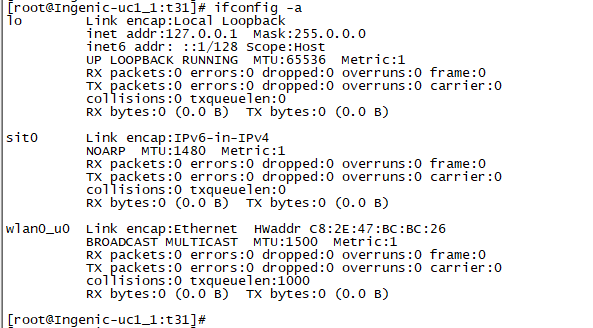 [root@Ingenic-uc1_1:t31]# ifconfig -a
lo        Link encap:Local Loopback
          inet addr:127.0.0.1  Mask:255.0.0.0
          inet6 addr: ::1/128 Scope:Host
          UP LOOPBACK RUNNING  MTU:65536  Metric:1
          RX packets:0 errors:0 dropped:0 overruns:0 frame:0
          TX packets:0 errors:0 dropped:0 overruns:0 carrier:0
          collisions:0 txqueuelen:0
          RX bytes:0 (0.0 B)  TX bytes:0 (0.0 B)

sit0      Link encap:IPv6-in-IPv4
          NOARP  MTU:1480  Metric:1
          RX packets:0 errors:0 dropped:0 overruns:0 frame:0
          TX packets:0 errors:0 dropped:0 overruns:0 carrier:0
          collisions:0 txqueuelen:0
          RX bytes:0 (0.0 B)  TX bytes:0 (0.0 B)

wlan0_u0  Link encap:Ethernet  HWaddr C8:2E:47:BC:BC:26
          BROADCAST MULTICAST  MTU:1500  Metric:1
          RX packets:0 errors:0 dropped:0 overruns:0 frame:0
          TX packets:0 errors:0 dropped:0 overruns:0 carrier:0
          collisions:0 txqueuelen:1000
          RX bytes:0 (0.0 B)  TX bytes:0 (0.0 B)

[root@Ingenic-uc1_1:t31]#